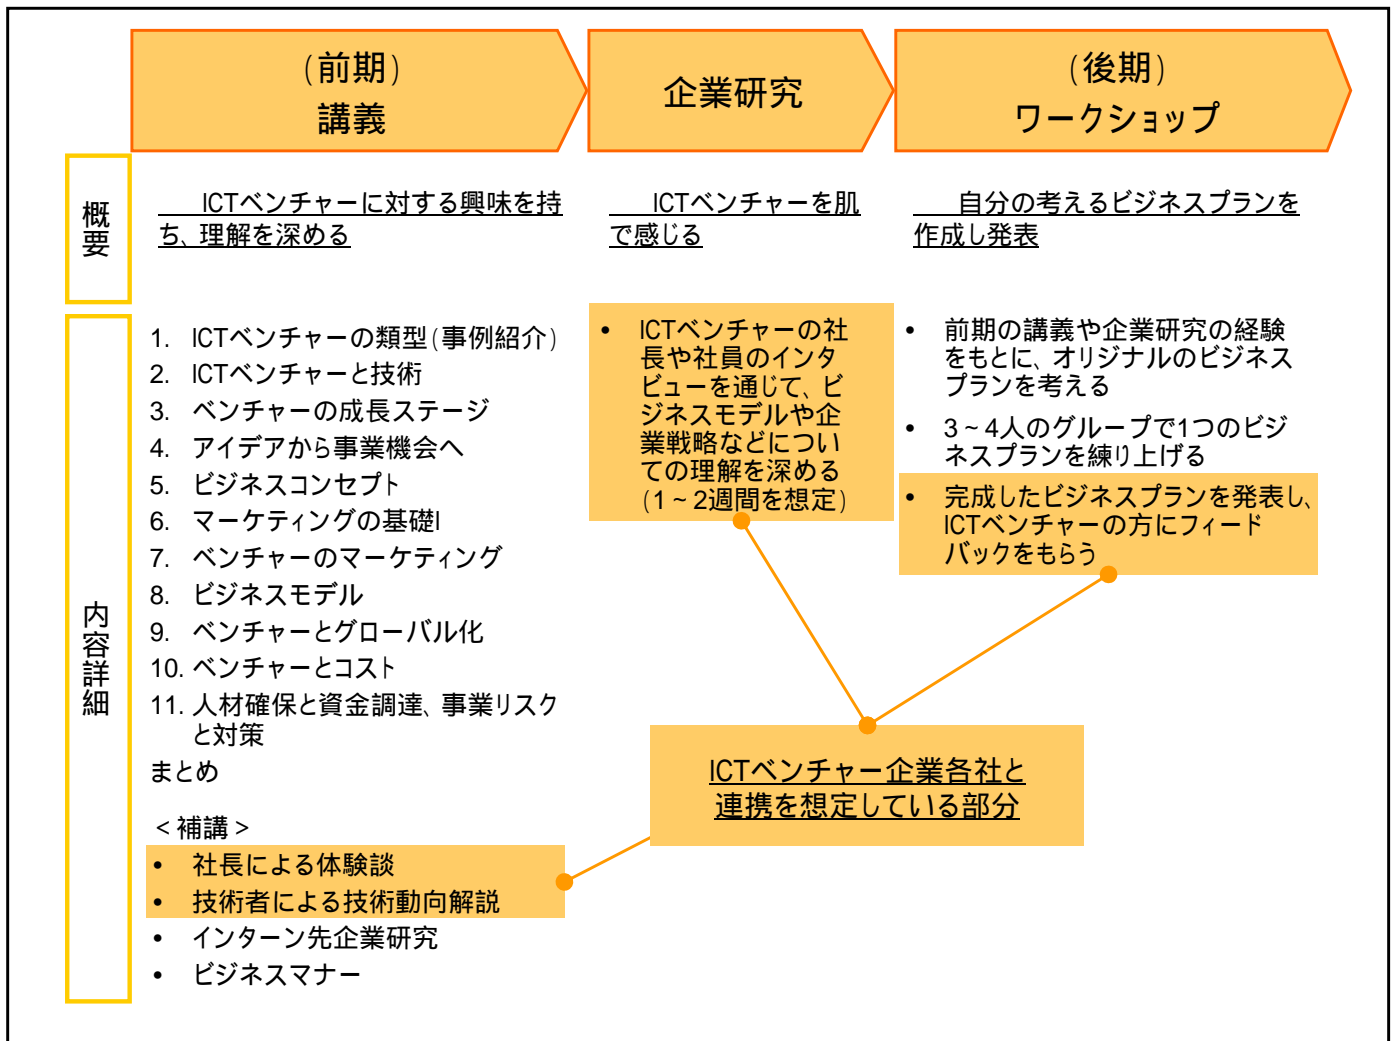 (前期)
講義
企業研究
(後期)
ワークショップ
概要
ICTベンチャーに対する興味を持
ち、理解を深める
ICTベンチャーを肌
で感じる
自分の考えるビジネスプランを
作成し発表
内容詳細
1. ICTベンチャーの類型(事例紹介)
2. ICTベンチャーと技術
3. ベンチャーの成長ステージ
4. アイデアから事業機会へ
5. ビジネスコンセプト
6. マーケティングの基礎I
7. ベンチャーのマーケティング
8. ビジネスモデル
9. ベンチャーとグローバル化
10. ベンチャーとコスト
11. 人材確保と資金調達、事業リスク
と対策
まとめ
<補講>
• 社長による体験談
• 技術者による技術動向解説
• インターン先企業研究
• ビジネスマナー
• ICTベンチャーの社
長や社員のインタ
ビューを通じて、ビ
ジネスモデルや企
業戦略などについ
ての理解を深める
(1~2週間を想定)
• 前期の講義や企業研究の経験
をもとに、オリジナルのビジネス
プランを考える
• 3~4人のグループで1つのビジ
ネスプランを練り上げる
• 完成したビジネスプランを発表し、
ICTベンチャーの方にフィード
バックをもらう
ICTベンチャー企業各社と
連携を想定している部分